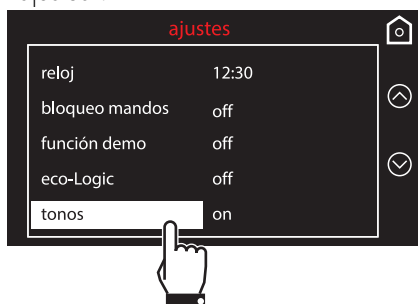 ajustes
reloj 12:30
bloqueo mandos off
función demo off
eco-Logic off
tonos on